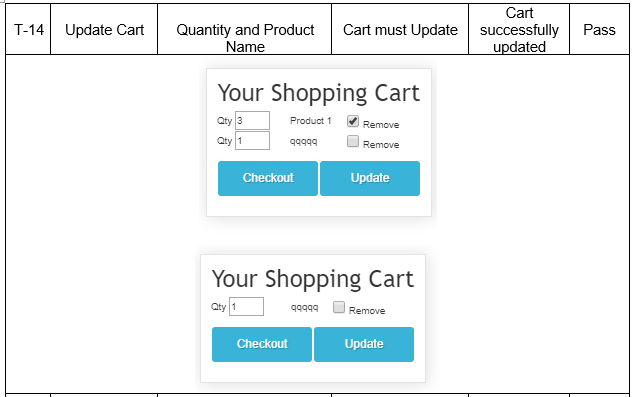 T-14 Update Cart Quantity and Product Name Cart must Update Cart successfully updated Pass
Your Shopping Cart
Qty 3 Product 1 Remove
Qty 1 qqqqq Remove
Checkout Update
Your Shopping Cart
Qty 1 qqqqq Remove
Checkout Update